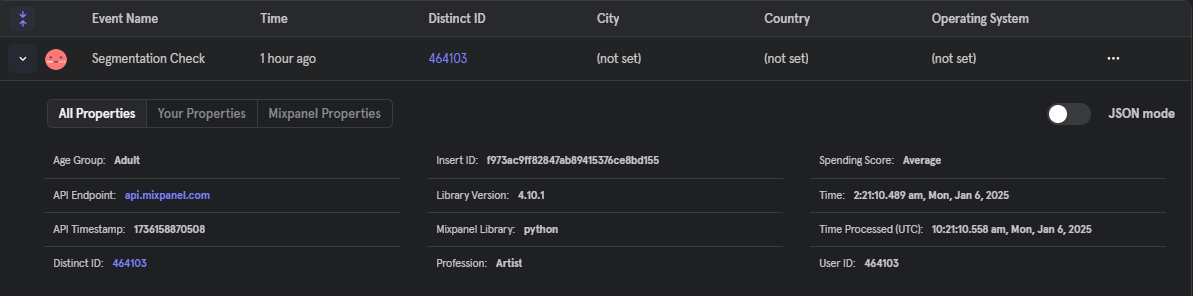 Event Name Time Distinct ID City Country Operating System
Segmentation Check 1 hour ago 464103 (not set) (not set) (not set) ...
All Properties Your Properties Mixpanel Properties JSON mode
Age Group: Adult Insert ID: f973ac9ff82847ab89415376ce8bd155 Spending Score: Average
API Endpoint: api.mixpanel.com Library Version: 4.10.1 Time: 2:21:10.489 am, Mon, Jan 6, 2025
API Timestamp: 1736158870508 Mixpanel Library: python Time Processed (UTC): 10:21:10.558 am, Mon, Jan 6, 2025
Distinct ID: 464103 Profession: Artist User ID: 464103